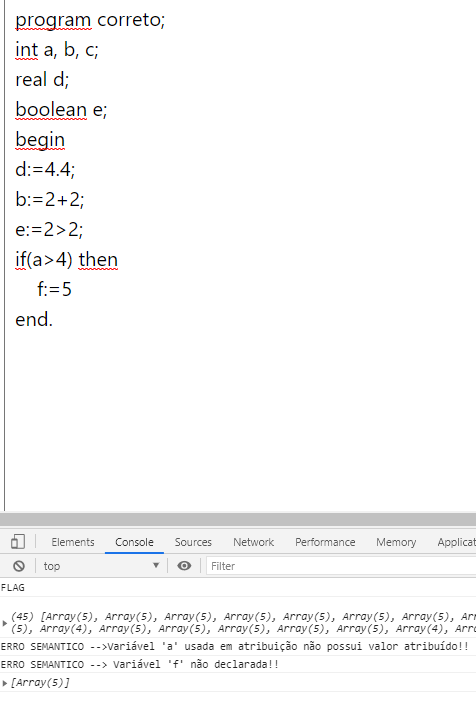 program correto;
int a, b, c;
real d;
boolean e;
begin
d:=4.4;
b:=2+2;
e:=2>2;
if(a>4) then
f:=5
end.
Elements Console Sources Network Performance Memory Applicat
top ▼ Filter
FLAG
(45) [Array(5), Array(5), Array(5), Array(5), Array(5), Array(5), Array(5), Arr
(5), Array(4), Array(5), Array(5), Array(5), Array(5), Array(5), Array(4), Arra
ERRO SEMANTICO -->Variável 'a' usada em atribuição não possui valor atribuído!!
ERRO SEMANTICO --> Variável 'f' não declarada!!
▸ [Array(5)]